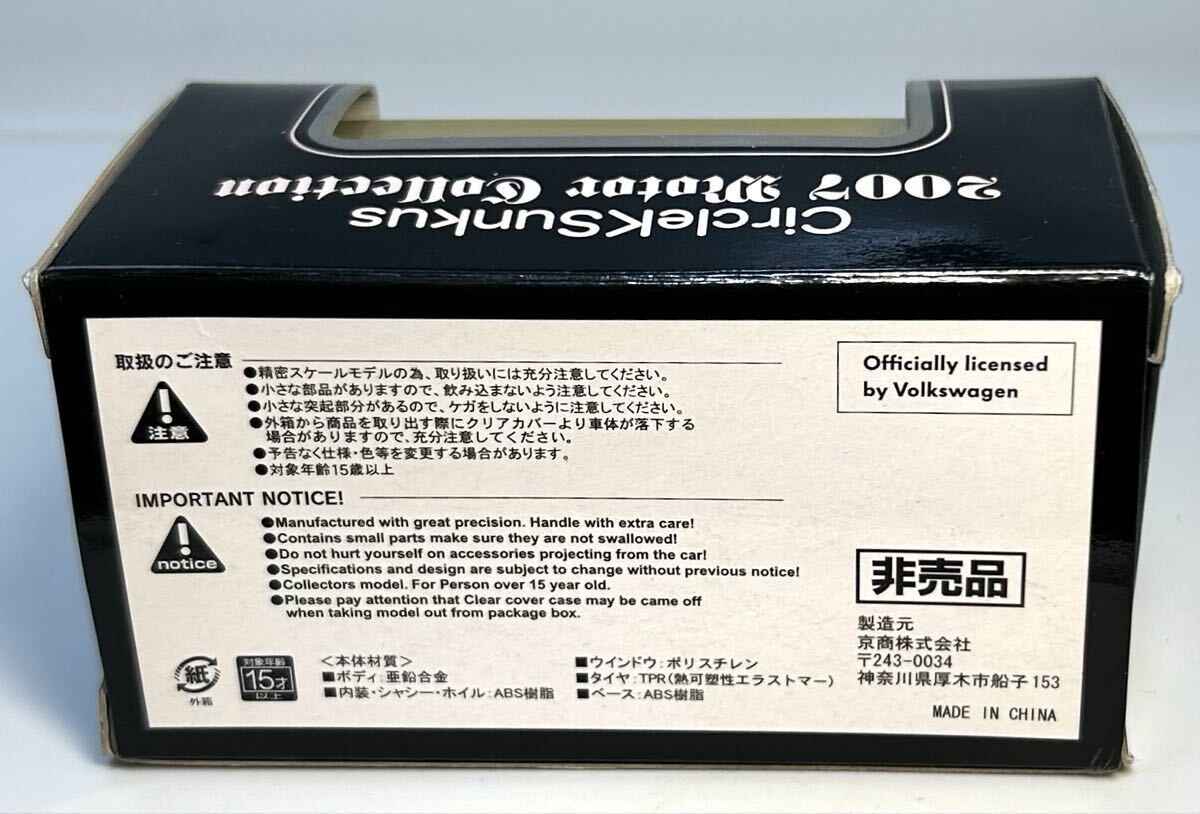 2007 Motor Collection
CircleKSunkus
取扱のご注意
注意
●精密スケールモデルの為、取り扱いには充分注意してください。
●小さな部品がありますので、飲み込まないよう注意してください。
●小さな突起部分があるので、ケガをしないように注意してください。
●外箱から商品を取り出す際にクリアカバーより車体が落下する
場合がありますので、充分注意してください。
●予告なく仕様・色等を変更する場合があります。
●対象年齢15歳以上
Officially licensed
by Volkswagen
IMPORTANT NOTICE!
notice
●Manufactured with great precision. Handle with extra care!
●Contains small parts make sure they are not swallowed!
●Do not hurt yourself on accessories projecting from the car!
●Specifications and design are subject to change without previous notice!
●Collectors model. For Person over 15 year old.
●Please pay attention that Clear cover case may be came off
when taking model out from package box.
非売品
製造元
京商株式会社
〒243-0034
神奈川県厚木市船子153
MADE IN CHINA
紙
外箱
対象年齢
15才
以上
＜本体材質＞
■ボディ:亜鉛合金
■内装・シャシー・ホイル:ABS樹脂
■ウインドウ:ポリスチレン
■タイヤ:TPR(熱可塑性エラストマー)
■ベース:ABS樹脂